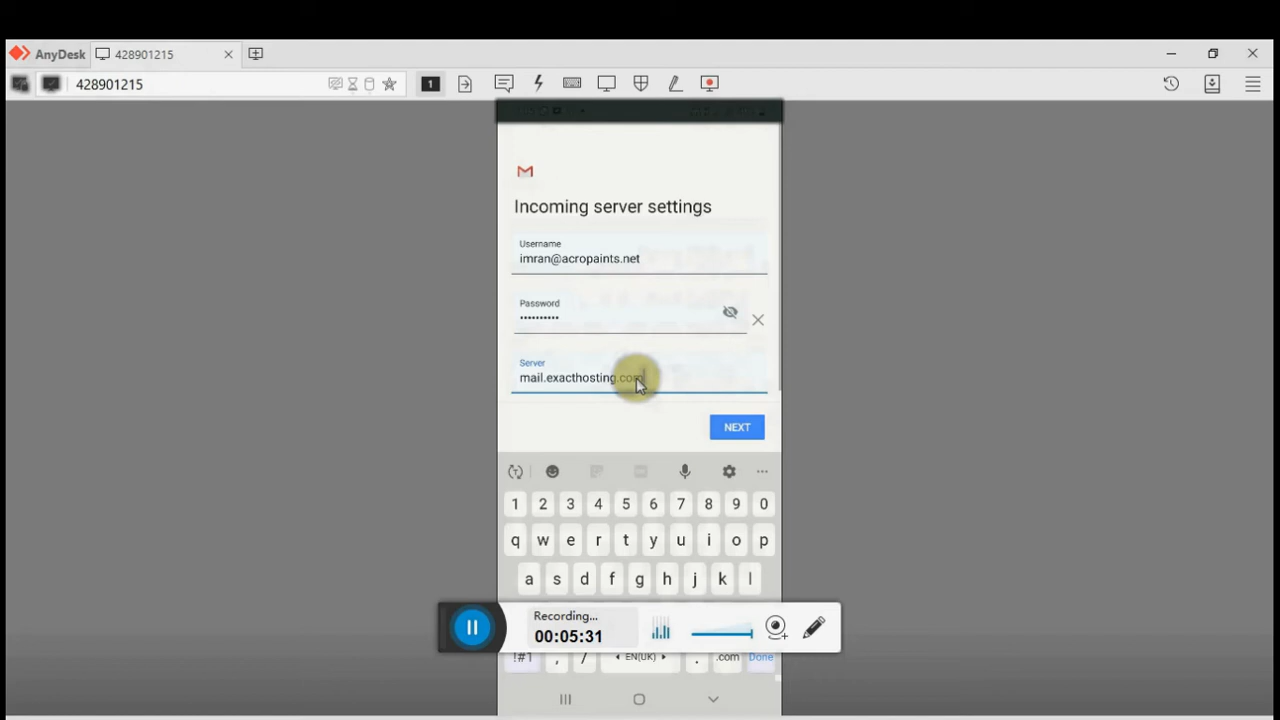 AnyDesk
428901215
428901215
1
Incoming server settings
Username
imran@acropaints.net
Password
••••••••••
Server
mail.exacthosting.com
NEXT
1 2 3 4 5 6 7 8 9 0
q w e r t y u i o p
a s d f g h j k l
Recording...
00:05:31
!#1 , / EN(UK) . .com Done